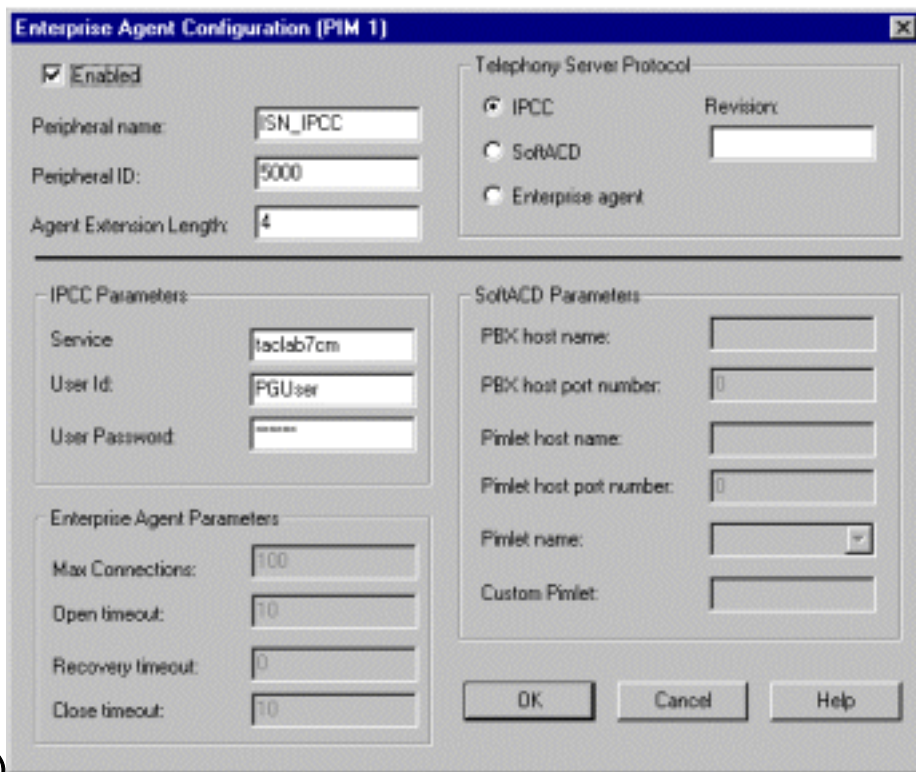 Enterprise Agent Configuration (PIM 1)
Enabled
Peripheral name: ISN_IPCC
Peripheral ID: 5000
Agent Extension Length: 4
Telephony Server Protocol
IPCC Revision:
SoftACD
Enterprise agent
IPCC Parameters
Service taclab7cm
User Id: PGUser
User Password:
Enterprise Agent Parameters
Max Connections: 100
Open timeout: 10
Recovery timeout: 0
Close timeout: 10
SoftACD Parameters
PBX host name:
PBX host port number: 0
Pimlet host name:
Pimlet host port number: 0
Pimlet name:
Custom Pimlet:
OK Cancel Help
)